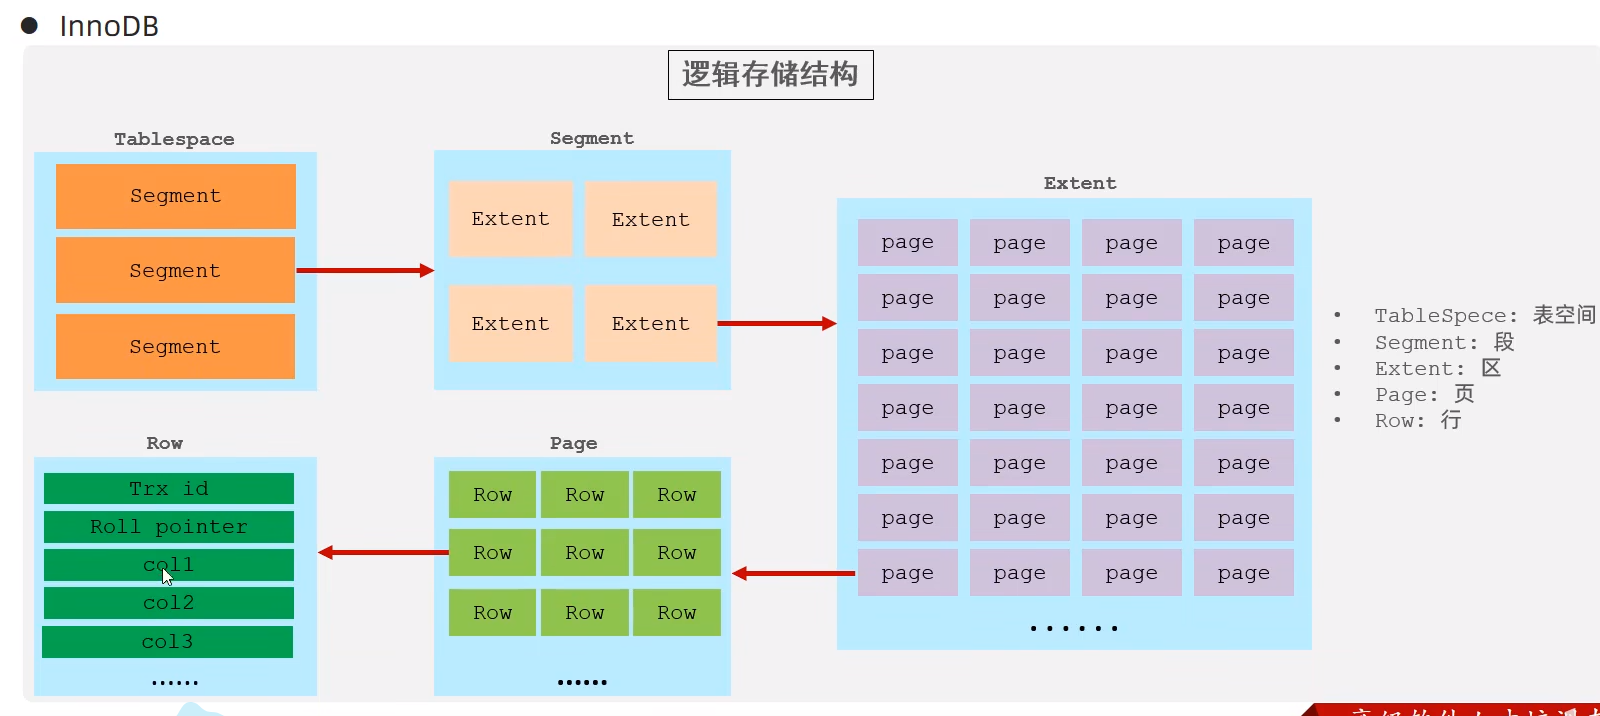 ● InnoDB
逻辑存储结构
Tablespace
Segment
Segment
Segment
Segment
Extent Extent
Extent Extent
Extent
page page page page
page page page page
page page page page
page page page page
page page page page
page page page page
page page page page
......
• TableSpece: 表空间
• Segment: 段
• Extent: 区
• Page: 页
• Row: 行
Row
Trx id
Roll pointer
col1
col2
col3
......
Page
Row Row Row
Row Row Row
Row Row Row
......